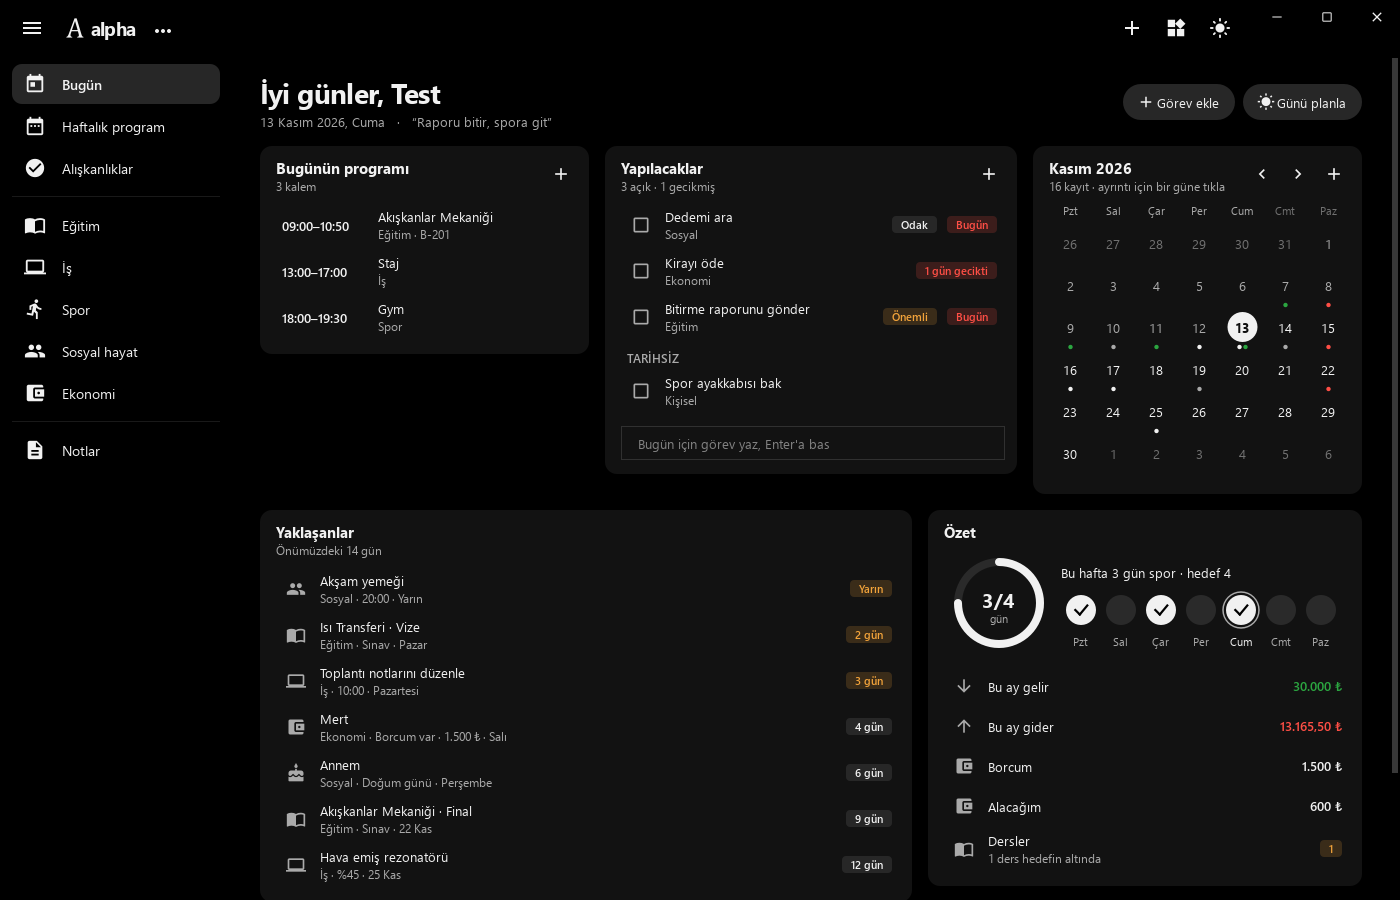 A alpha
Bugün
Haftalık program
Alışkanlıklar
Eğitim
İş
Spor
Sosyal hayat
Ekonomi
Notlar
İyi günler, Test
13 Kasım 2026, Cuma · "Raporu bitir, spora git"
Görev ekle
Günü planla
Bugünün programı
3 kalem
09:00–10:50 Akışkanlar Mekaniği
Eğitim · B-201
13:00–17:00 Staj
İş
18:00–19:30 Gym
Spor
Yapılacaklar
3 açık · 1 gecikmiş
Dedemi ara Odak Bugün
Sosyal
Kirayı öde 1 gün gecikti
Ekonomi
Bitirme raporunu gönder Önemli Bugün
Eğitim
TARİHSİZ
Spor ayakkabısı bak
Kişisel
Bugün için görev yaz, Enter'a bas
Kasım 2026
16 kayıt · ayrıntı için bir güne tıkla
Pzt Sal Çar Per Cum Cmt Paz
26 27 28 29 30 31 1
2 3 4 5 6 7 8
9 10 11 12 13 14 15
16 17 18 19 20 21 22
23 24 25 26 27 28 29
30 1 2 3 4 5 6
Yaklaşanlar
Önümüzdeki 14 gün
Akşam yemeği Yarın
Sosyal · 20:00 · Yarın
Isı Transferi · Vize 2 gün
Eğitim · Sınav · Pazar
Toplantı notlarını düzenle 3 gün
İş · 10:00 · Pazartesi
Mert 4 gün
Ekonomi · Borcum var · 1.500 ₺ · Salı
Annem 6 gün
Sosyal · Doğum günü · Perşembe
Akışkanlar Mekaniği · Final 9 gün
Eğitim · Sınav · 22 Kas
Hava emiş rezonatörü 12 gün
İş · %45 · 25 Kas
Özet
3/4
gün
Bu hafta 3 gün spor · hedef 4
Pzt Sal Çar Per Cum Cmt Paz
Bu ay gelir 30.000 ₺
Bu ay gider 13.165,50 ₺
Borcum 1.500 ₺
Alacağım 600 ₺
Dersler 1
1 ders hedefin altında